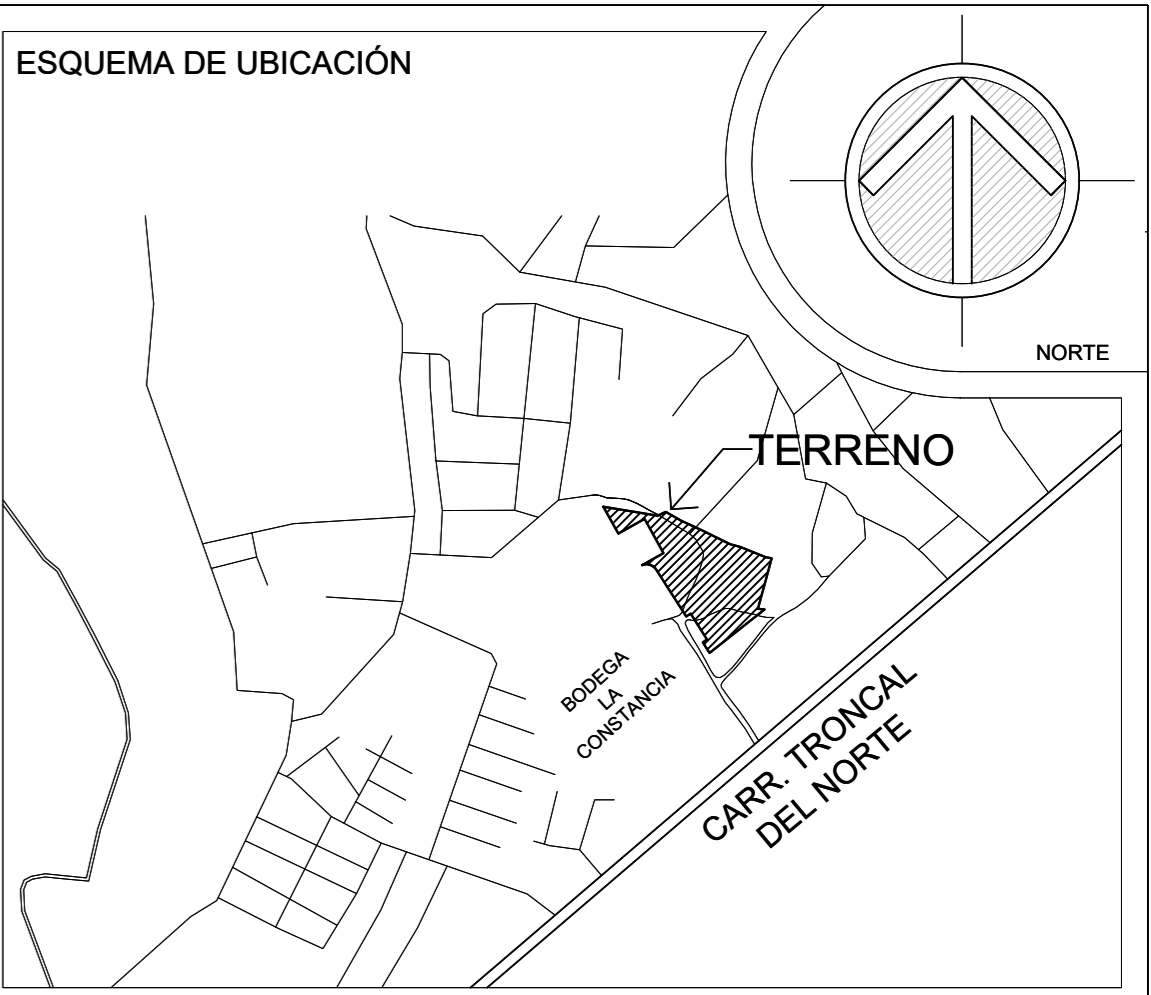 ESQUEMA DE UBICACIÓN
NORTE
TERRENO
BODEGA
LA
CONSTANCIA
CARR. TRONCAL
DEL NORTE